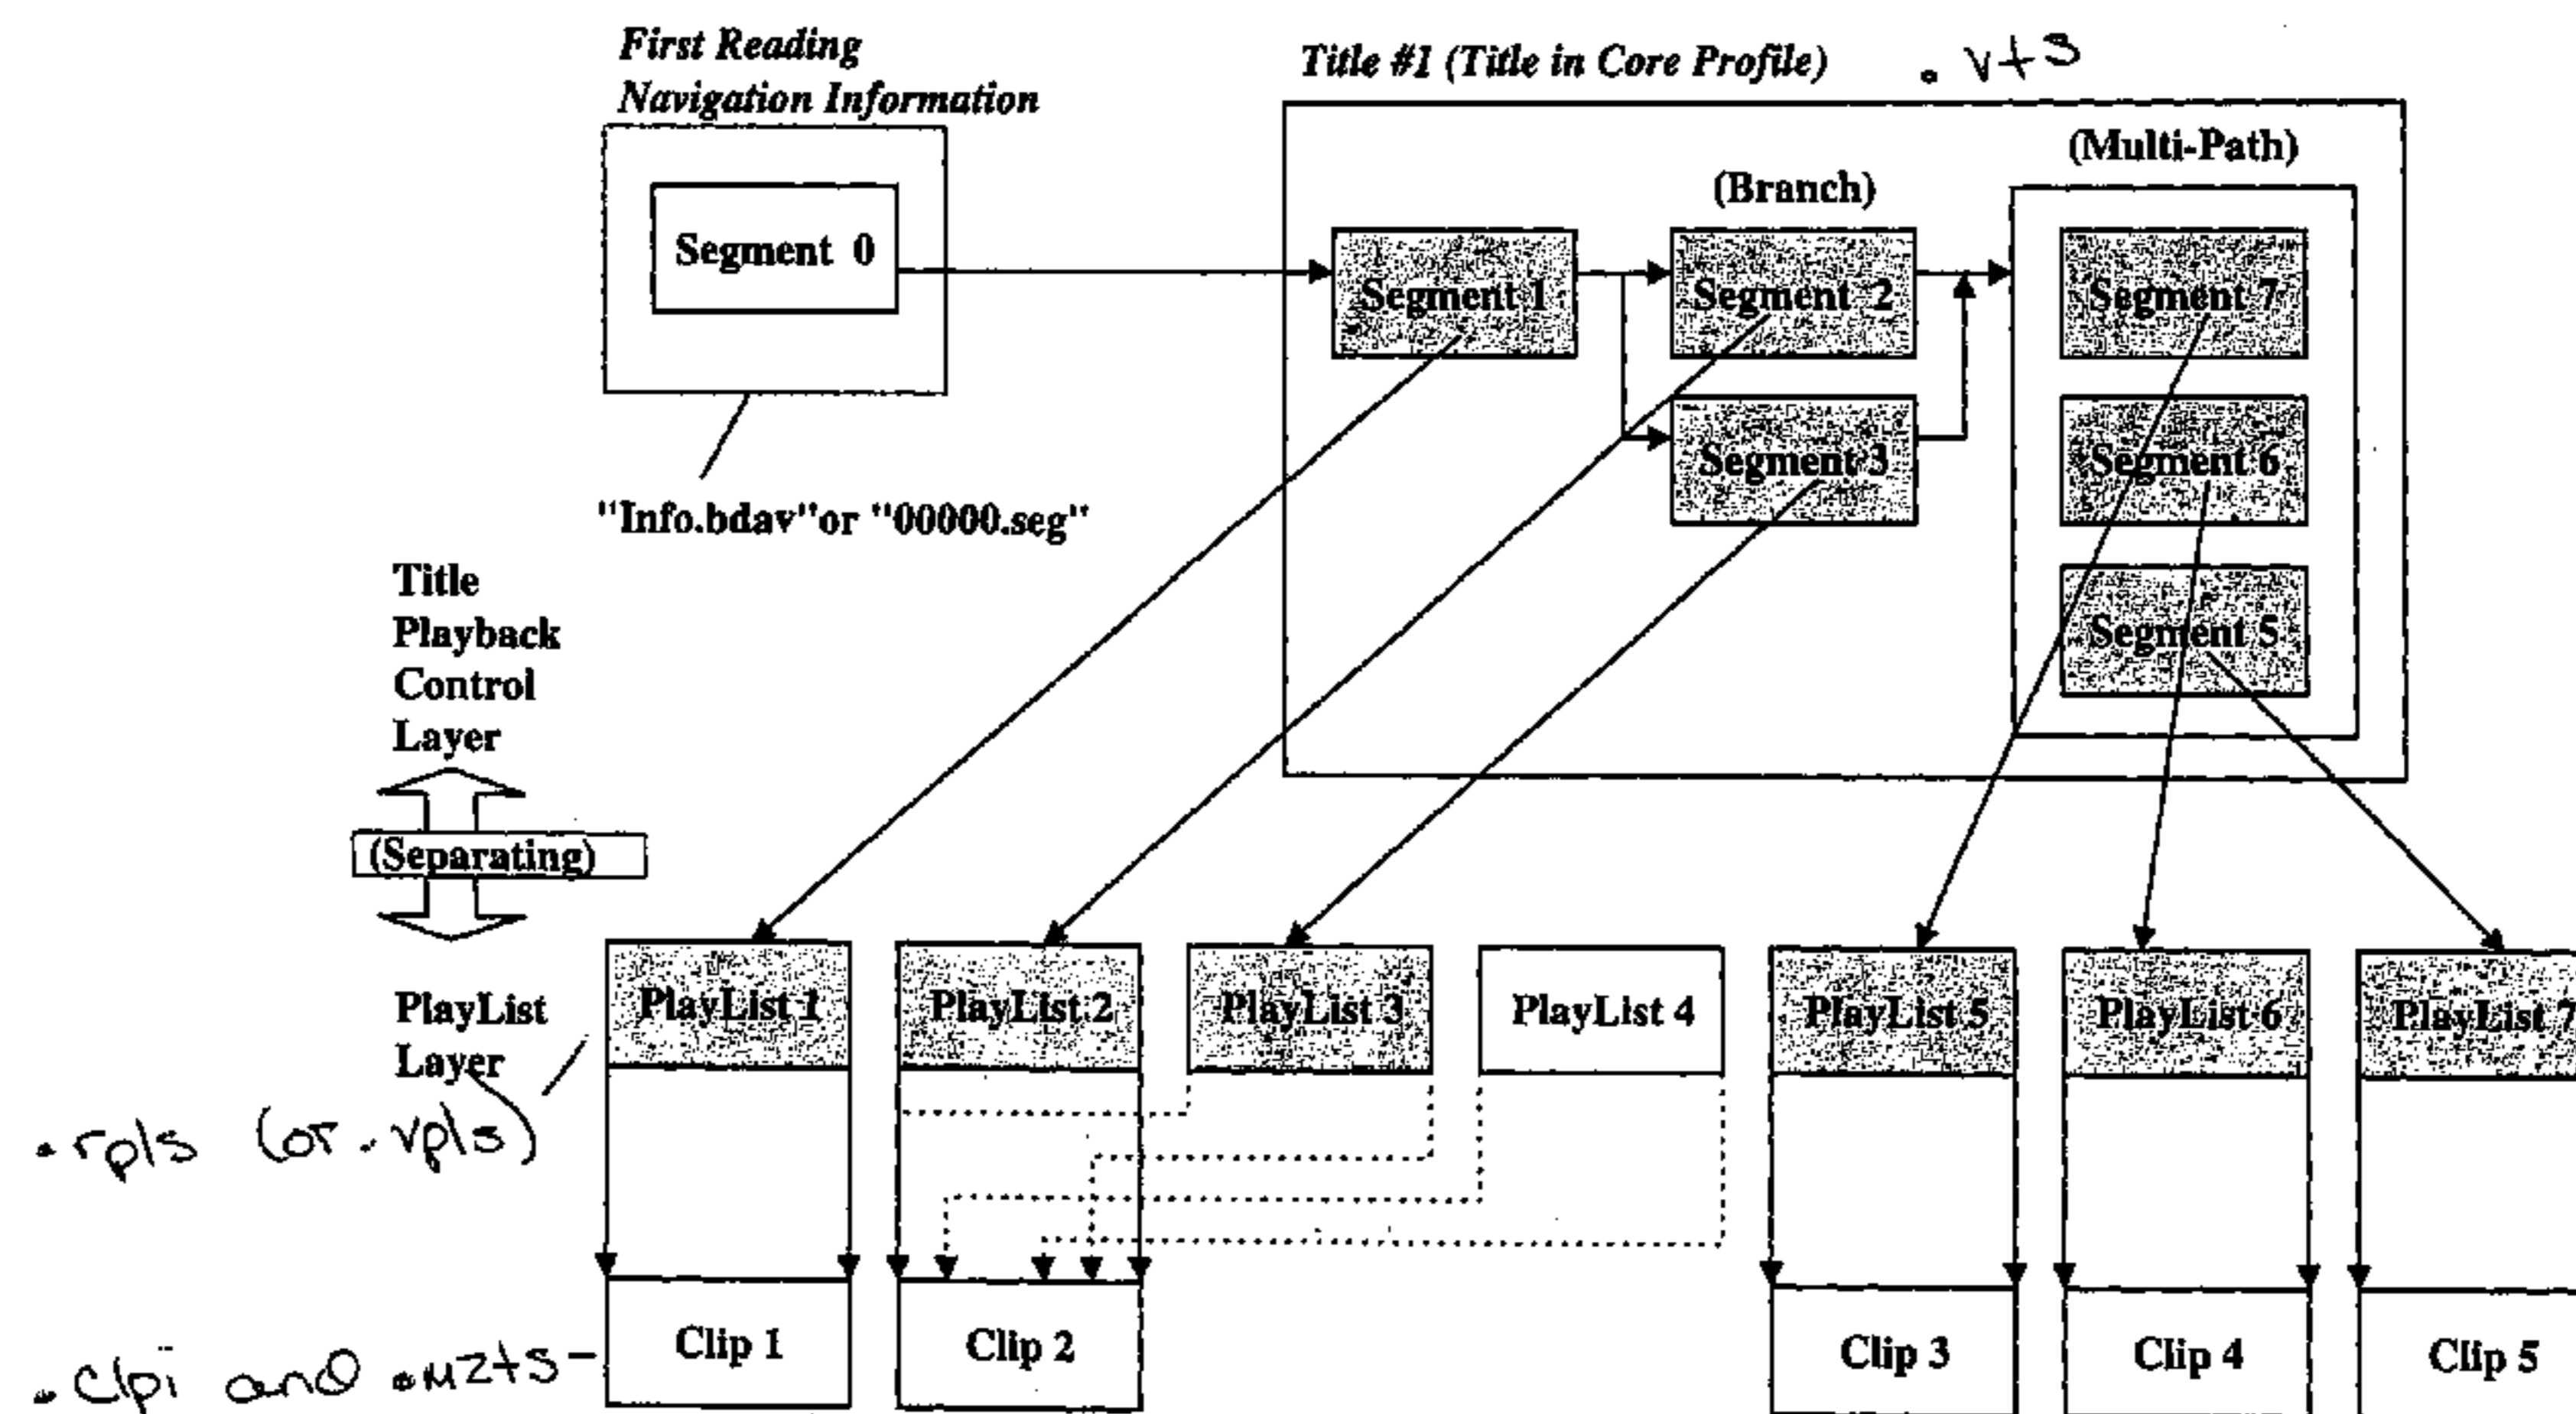 First Reading
Navigation Information
Title #1 (Title in Core Profile)
. vts
(Multi-Path)
(Branch)
Segment 0
Segment 1
Segment 2
Segment 7
Segment 3
Segment 6
"Info.bdav"or "00000.seg"
Segment 5
Title
Playback
Control
Layer
(Separating)
PlayList
Layer
PlayList 1
PlayList 2
PlayList 3
PlayList 4
PlayList 5
PlayList 6
PlayList 7
.rpls (or .vpls)
Clip 1
Clip 2
Clip 3
Clip 4
Clip 5
.clpi and .m2ts